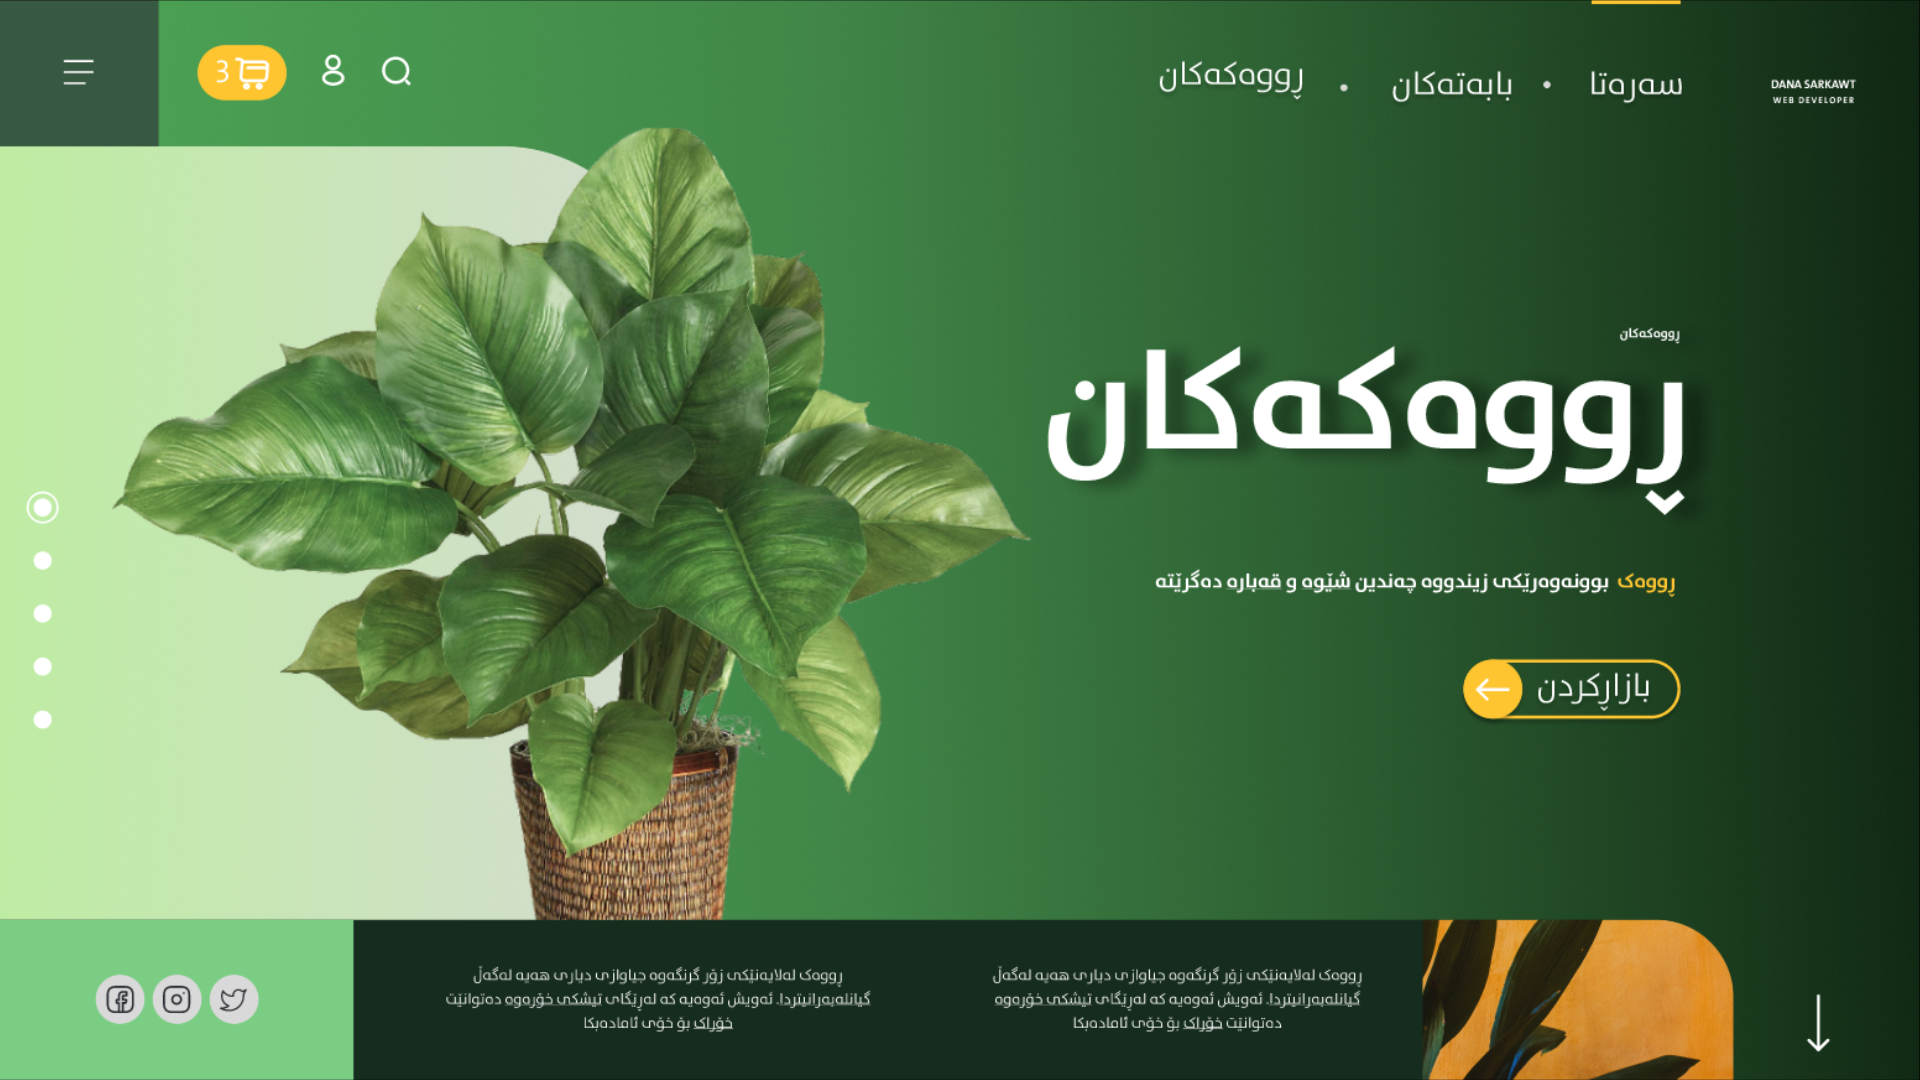 سەرەتا • بابەتەکان • ڕووەکەکان
DANA SARKAWT
WEB DEVELOPER
3
ڕووەکەکان
ڕووەکەکان
ڕووەک بوونەوەرێکی زیندووە چەندین شێوە و قەبارە دەگرێتە
بازاڕکردن
ڕووەک لەلایەنێکی زۆر گرنگەوە جیاوازی دیاری هەیە لەگەڵ
گیانلەبەرانیتردا. ئەویش ئەوەیە کە لەڕێگای تیشکی خۆرەوە
دەتوانێت خۆراک بۆ خۆی ئامادەبکا
ڕووەک لەلایەنێکی زۆر گرنگەوە جیاوازی دیاری هەیە لەگەڵ
گیانلەبەرانیتردا. ئەویش ئەوەیە کە لەڕێگای تیشکی خۆرەوە دەتوانێت
خۆراک بۆ خۆی ئامادەبکا